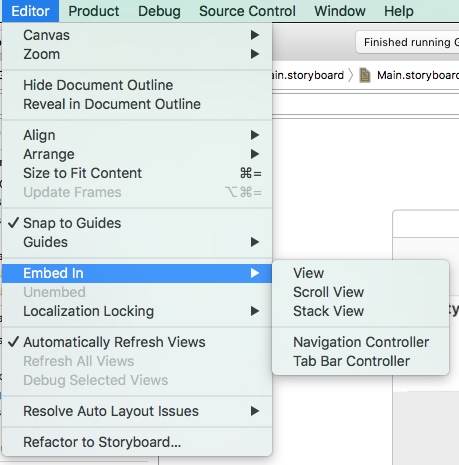 Editor Product Debug Source Control Window Help
Canvas
Zoom
Finished running G
ain.storyboard Main.storyboard
Hide Document Outline
Reveal in Document Outline
Align
Arrange
Size to Fit Content ⌘=
Update Frames ⌥⌘=
✓ Snap to Guides
Guides
Embed In
Unembed
Localization Locking
View
Scroll View
Stack View
Navigation Controller
Tab Bar Controller
✓ Automatically Refresh Views
Refresh All Views
Debug Selected Views
Resolve Auto Layout Issues
Refactor to Storyboard...